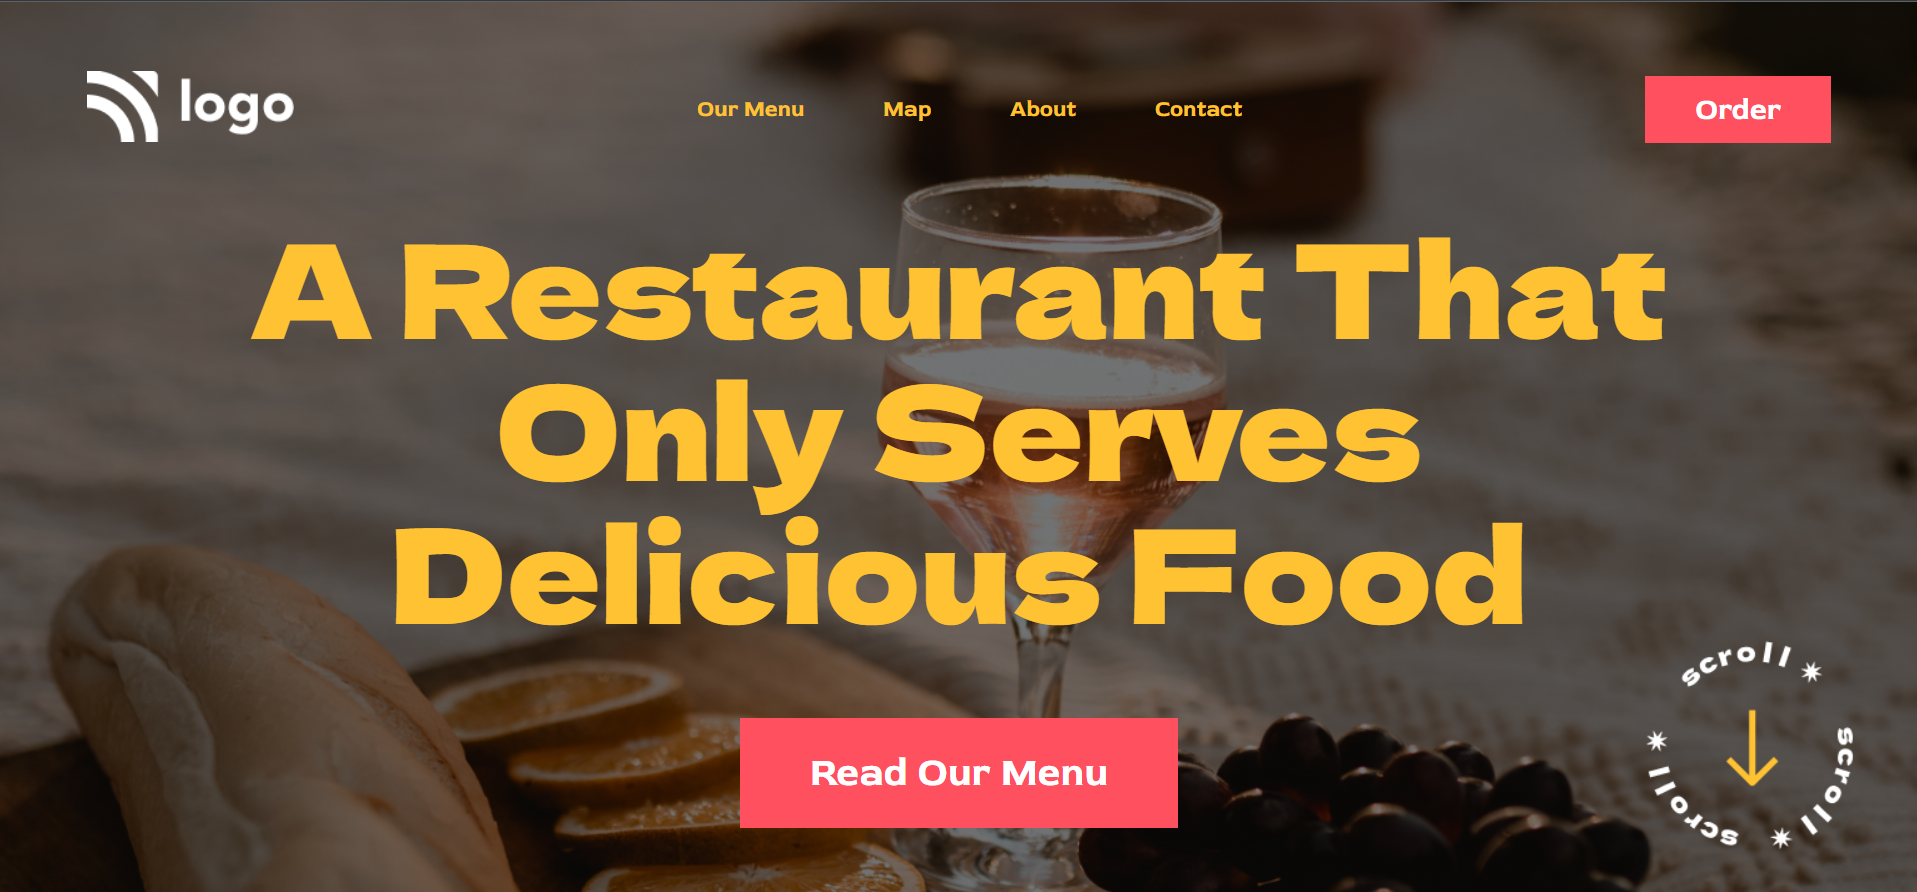 logo
Our Menu
Map
About
Contact
Order
A Restaurant That
Only Serves
Delicious Food
Read Our Menu
scroll
scroll
scroll